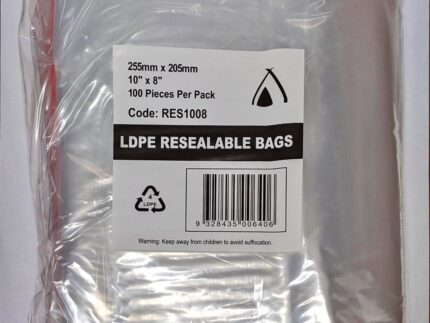 255mm x 205mm
10" x 8"
100 Pieces Per Pack
Code: RES1008
LDPE RESEALABLE BAGS
4
LDPE
9 328435 006406
Warning: Keep away from children to avoid suffocation.